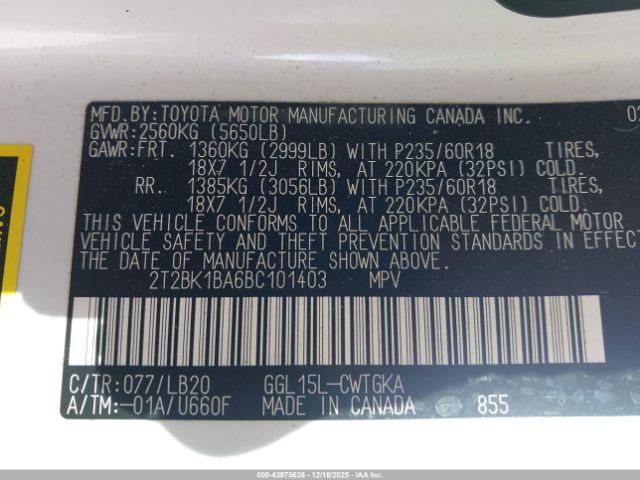 MFD.BY:TOYOTA MOTOR MANUFACTURING CANADA INC. 02
GVWR:2560KG (5650LB)
GAWR:FRT. 1360KG (2999LB) WITH P235/60R18 TIRES,
18X7 1/2J RIMS, AT 220KPA (32PSI) COLD.
RR. 1385KG (3056LB) WITH P235/60R18 TIRES,
18X7 1/2J RIMS, AT 220KPA (32PSI) COLD.
THIS VEHICLE CONFORMS TO ALL APPLICABLE FEDERAL MOTOR
VEHICLE SAFETY AND THEFT PREVENTION STANDARDS IN EFFECT
THE DATE OF MANUFACTURE SHOWN ABOVE.
2T2BK1BA6BC101403 MPV
C/TR:077/LB20 GGL15L-CWTGKA
A/TM:-01A/U660F MADE IN CANADA 855
000-43975636 - 12/18/2025 - IAAI, Inc. Copyright